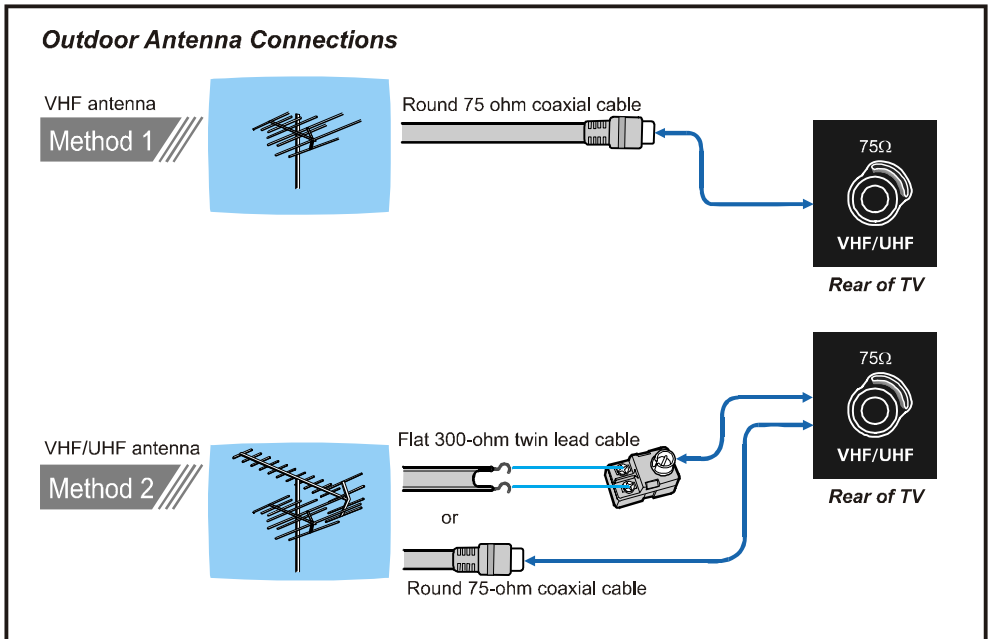 Outdoor Antenna Connections
VHF antenna
Method 1
Round 75 ohm coaxial cable
75Ω
VHF/UHF
Rear of TV
VHF/UHF antenna
Method 2
Flat 300-ohm twin lead cable
or
Round 75-ohm coaxial cable
75Ω
VHF/UHF
Rear of TV